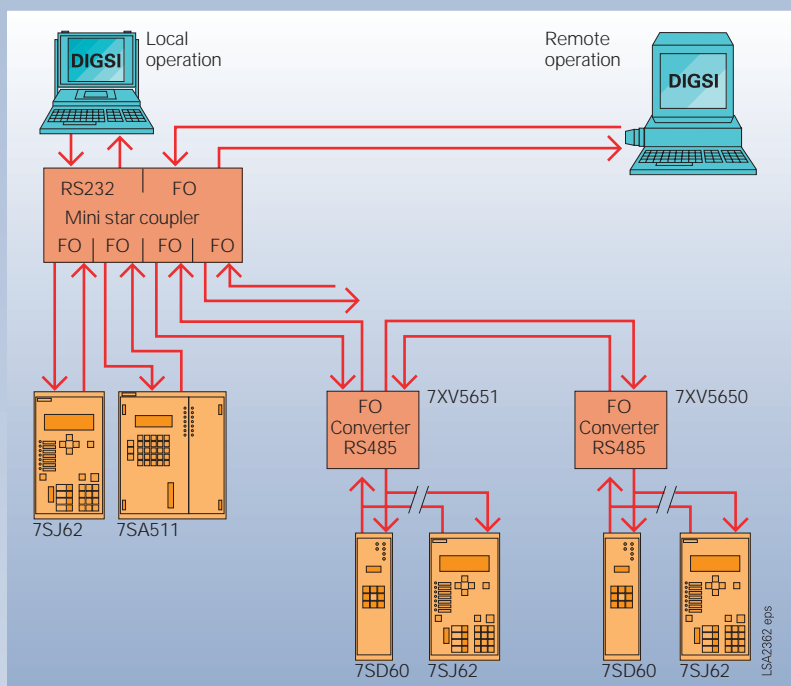 Local
operation
DIGSI
Remote
operation
DIGSI
RS232 FO
Mini star coupler
FO FO FO FO
7XV5651
FO
Converter
RS485
7XV5650
FO
Converter
RS485
7SJ62
7SA511
7SD60
7SJ62
7SD60
7SJ62
LSA2362 eps